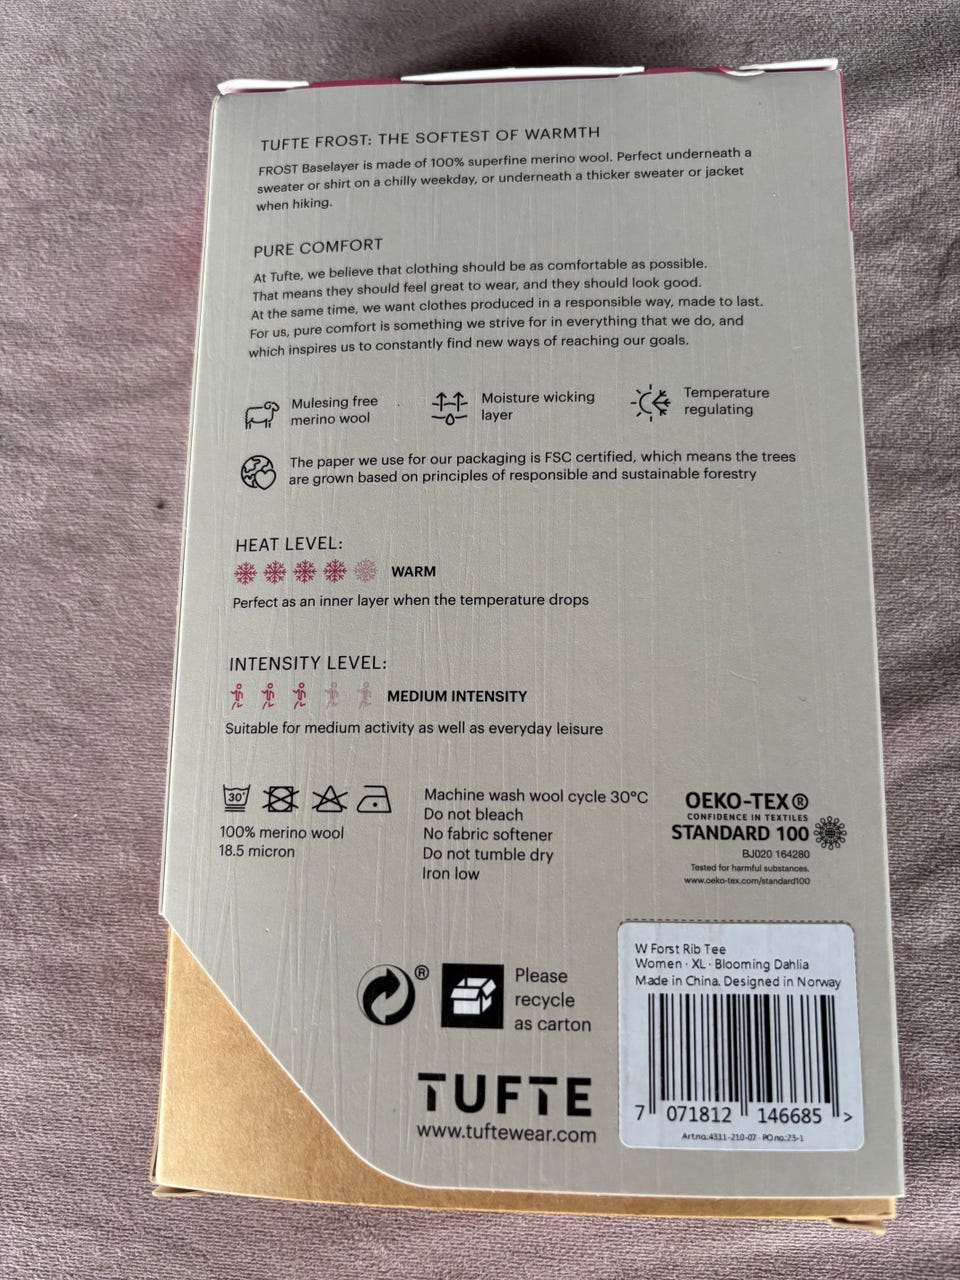 TUFTE FROST: THE SOFTEST OF WARMTH
FROST Baselayer is made of 100% superfine merino wool. Perfect underneath a
sweater or shirt on a chilly weekday, or underneath a thicker sweater or jacket
when hiking.
PURE COMFORT
At Tufte, we believe that clothing should be as comfortable as possible.
That means they should feel great to wear, and they should look good.
At the same time, we want clothes produced in a responsible way, made to last.
For us, pure comfort is something we strive for in everything that we do, and
which inspires us to constantly find new ways of reaching our goals.
Mulesing free
merino wool
Moisture wicking
layer
Temperature
regulating
The paper we use for our packaging is FSC certified, which means the trees
are grown based on principles of responsible and sustainable forestry
HEAT LEVEL:
WARM
Perfect as an inner layer when the temperature drops
INTENSITY LEVEL:
MEDIUM INTENSITY
Suitable for medium activity as well as everyday leisure
30°
100% merino wool
18.5 micron
Machine wash wool cycle 30°C
Do not bleach
No fabric softener
Do not tumble dry
Iron low
OEKO-TEX®
CONFIDENCE IN TEXTILES
STANDARD 100
BJ020 164280
Tested for harmful substances.
www.oeko-tex.com/standard100
®
Please
recycle
as carton
TUFTE
www.tuftewear.com
W Forst Rib Tee
Women · XL · Blooming Dahlia
Made in China. Designed in Norway
7 071812 146685 >
Art.no.:4311-210-07 · PO no.:23-1